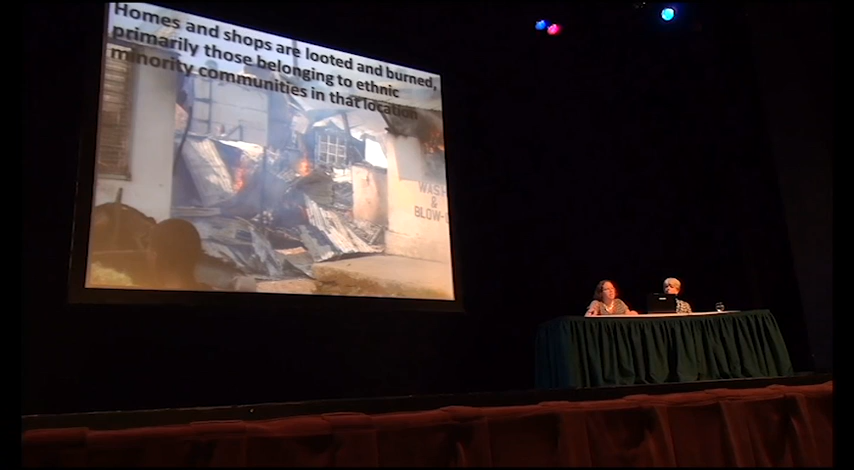 Homes and shops are looted and burned,
primarily those belonging to ethnic
minority communities in that location
WASH
&
BLOW-